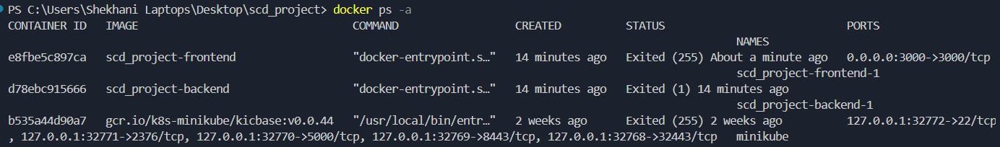 PS C:\Users\Shekhani Laptops\Desktop\scd_project> docker ps -a
CONTAINER ID   IMAGE                                 COMMAND                  CREATED          STATUS                            PORTS
                                                                                                                NAMES
e8fbe5c897ca   scd_project-frontend                  "docker-entrypoint.s…"   14 minutes ago   Exited (255) About a minute ago   0.0.0.0:3000->3000/tcp
                                                                                                                scd_project-frontend-1
d78ebc915666   scd_project-backend                   "docker-entrypoint.s…"   14 minutes ago   Exited (1) 14 minutes ago
                                                                                                                scd_project-backend-1
b535a44d90a7   gcr.io/k8s-minikube/kicbase:v0.0.44   "/usr/local/bin/entr…"   2 weeks ago      Exited (255) 2 weeks ago          127.0.0.1:32772->22/tcp
, 127.0.0.1:32771->2376/tcp, 127.0.0.1:32770->5000/tcp, 127.0.0.1:32769->8443/tcp, 127.0.0.1:32768->32443/tcp   minikube